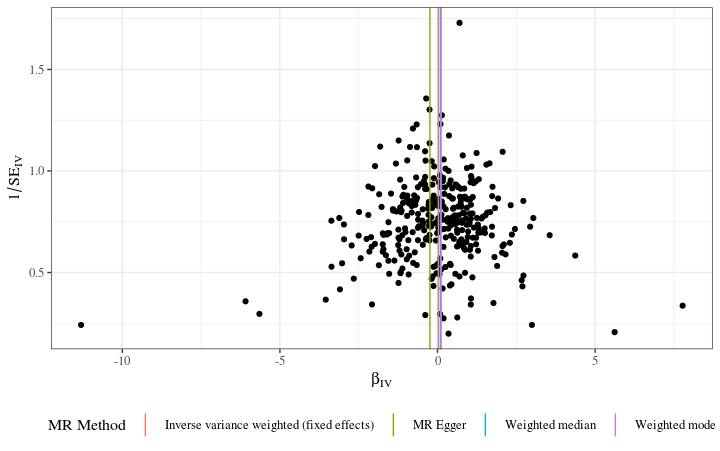 1.5
1.0
0.5
1/SE_IV
-10 -5 0 5
β_IV
MR Method Inverse variance weighted (fixed effects) MR Egger Weighted median Weighted mode